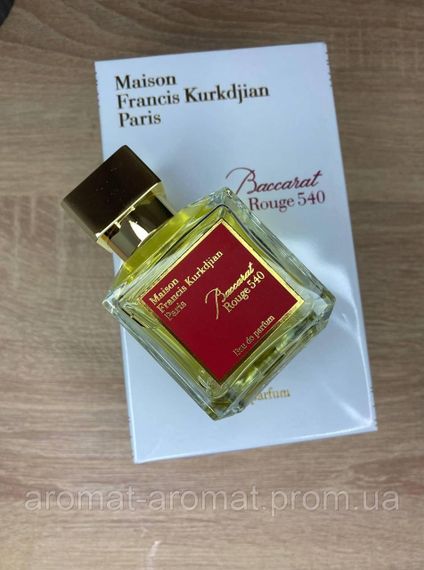 Maison
Francis Kurkdjian
Paris
Baccarat
Rouge 540
Maison
Francis Kurkdjian
Paris
Baccarat
Rouge 540
Eau de parfum
parfum
aromat-aromat.prom.ua